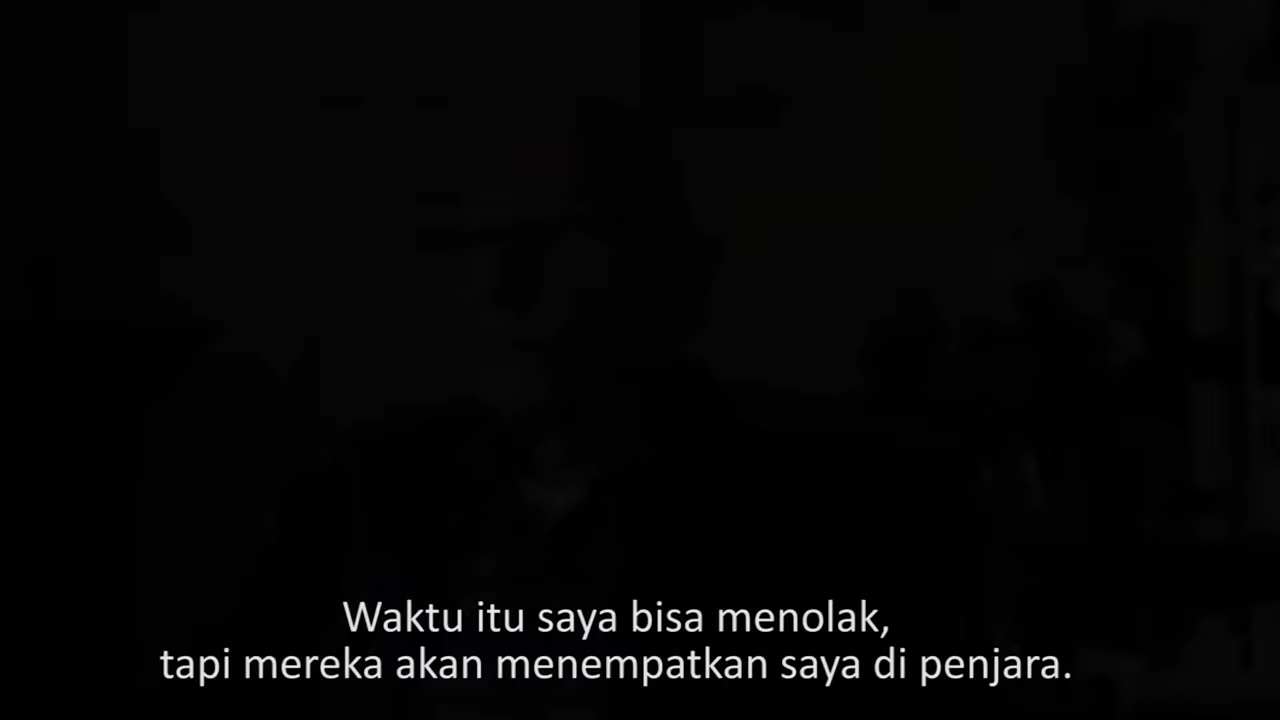 Waktu itu saya bisa menolak,
tapi mereka akan menempatkan saya di penjara.